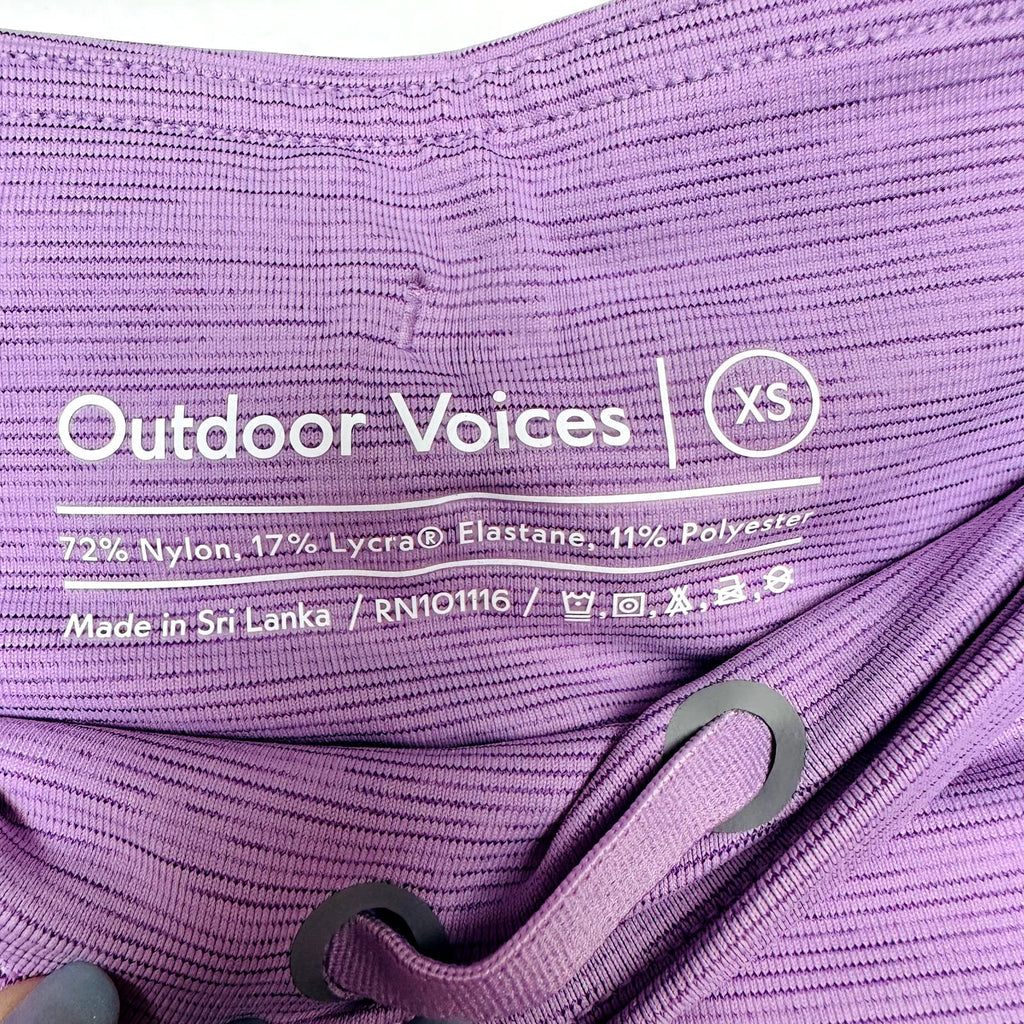 Outdoor Voices | XS
72% Nylon, 17% Lycra® Elastane, 11% Polyester
Made in Sri Lanka / RN101116 /